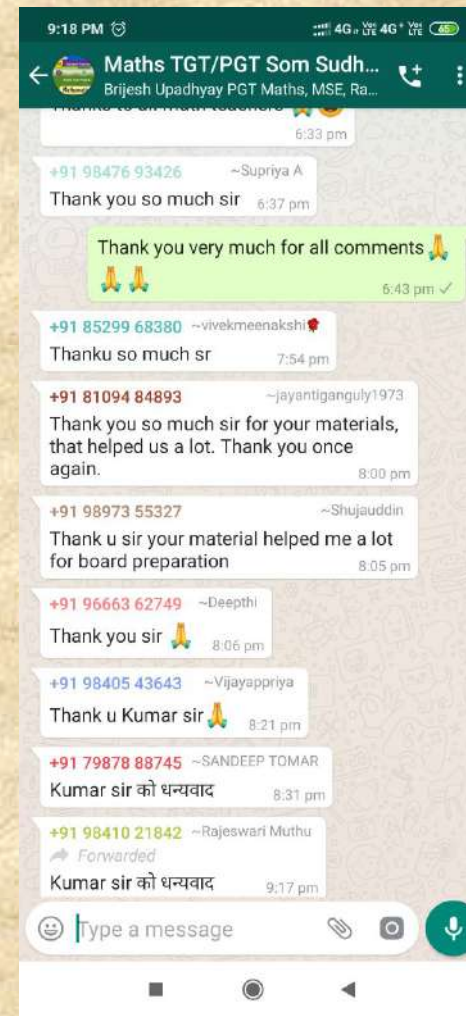 9:18 PM
4G
4G+
65
Maths TGT/PGT Som Sudh...
Brijesh Upadhyay PGT Maths, MSE, Ra...
Thanks to all math teachers
6:33 pm
+91 98476 93426 ~Supriya A
Thank you so much sir 6:37 pm
Thank you very much for all comments🙏
🙏🙏
6:43 pm ✓
+91 85299 68380 ~vivekmeenakshi🌹
Thanku so much sr 7:54 pm
+91 81094 84893 ~jayantiganguly1973
Thank you so much sir for your materials,
that helped us a lot. Thank you once
again. 8:00 pm
+91 98973 55327 ~Shujauddin
Thank u sir your material helped me a lot
for board preparation 8:05 pm
+91 96663 62749 ~Deepthi
Thank you sir 🙏 8:06 pm
+91 98405 43643 ~Vijayappriya
Thank u Kumar sir🙏 8:21 pm
+91 79878 88745 ~SANDEEP TOMAR
Kumar sir को धन्यवाद 8:31 pm
+91 98410 21842 ~Rajeswari Muthu
Forwarded
Kumar sir को धन्यवाद 9:17 pm
Type a message